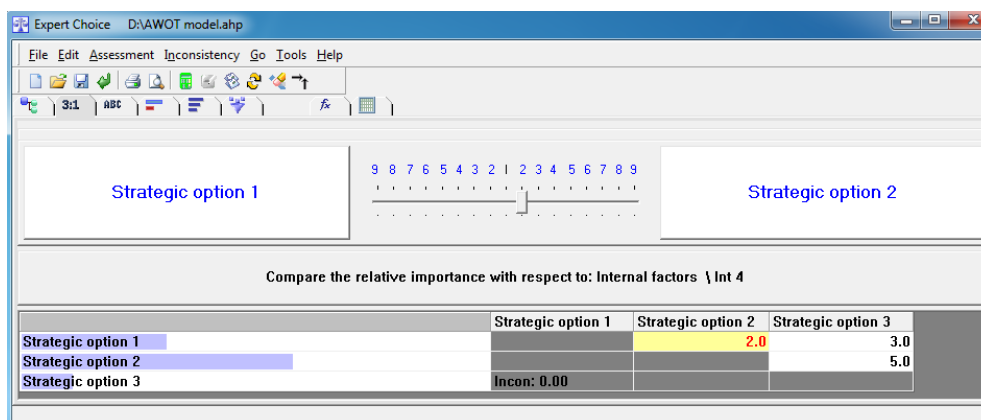 Expert Choice D:\AWOT model.ahp
File Edit Assessment Inconsistency Go Tools Help
3:1 ABC fx
9 8 7 6 5 4 3 2 1 2 3 4 5 6 7 8 9
Strategic option 1
Strategic option 2
Compare the relative importance with respect to: Internal factors \ Int 4
Strategic option 1 Strategic option 2 Strategic option 3
Strategic option 1 2.0 3.0
Strategic option 2 5.0
Strategic option 3 Incon: 0.00